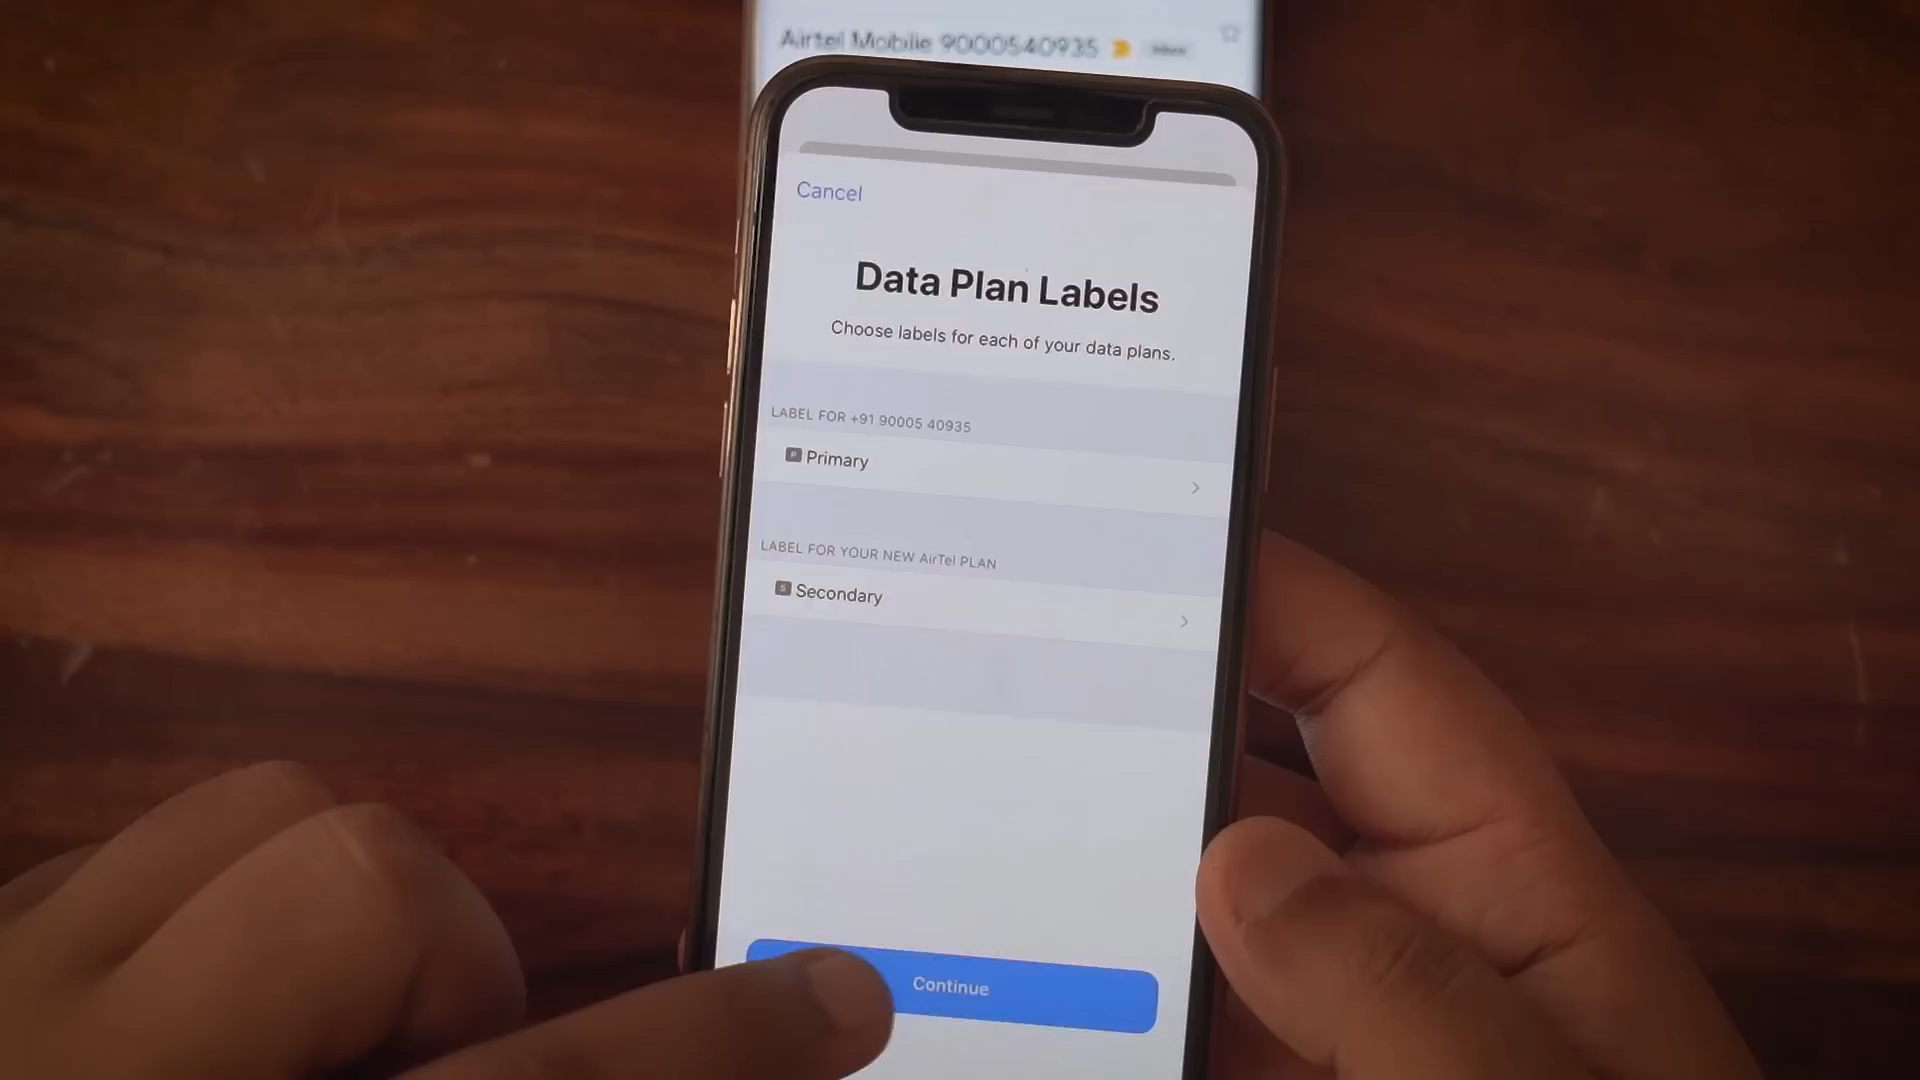 Airtel Mobile 9000540935
Cancel
Data Plan Labels
Choose labels for each of your data plans.
LABEL FOR +91 90005 40935
P Primary
LABEL FOR YOUR NEW AirTel PLAN
S Secondary
Continue